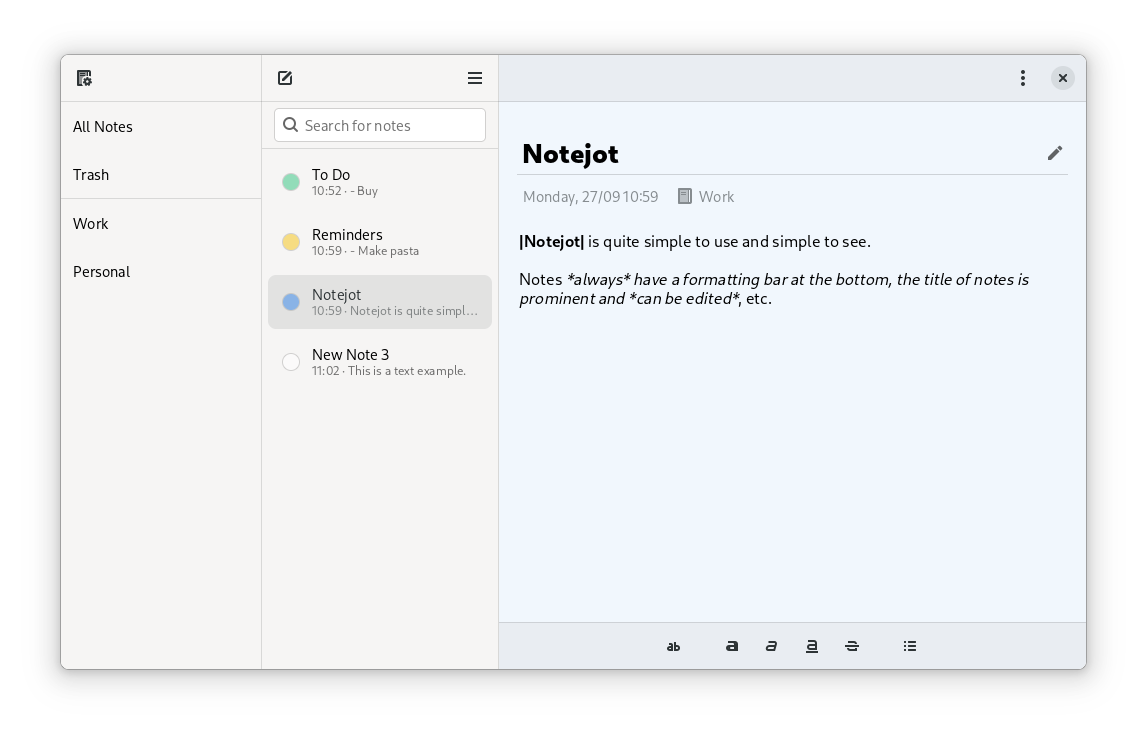 All Notes
Trash
Work
Personal
Search for notes
To Do
10:52 · - Buy
Reminders
10:59 · - Make pasta
Notejot
10:59 · Notejot is quite simpl…
New Note 3
11:02 · This is a text example.
Notejot
Monday, 27/09 10:59 Work
|Notejot| is quite simple to use and simple to see.
Notes *always* have a formatting bar at the bottom, the title of notes is
prominent and *can be edited*, etc.
ab a a a S